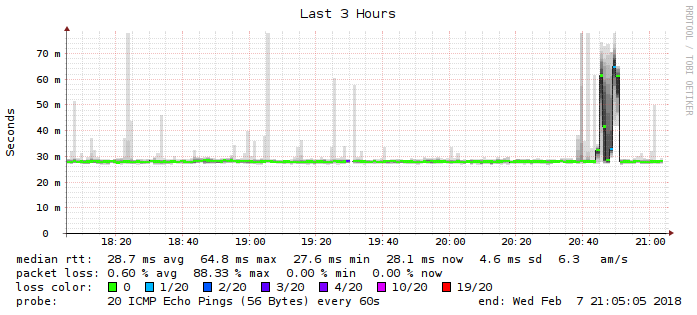 Last 3 Hours
RRDTOOL / TOBI OETIKER
Seconds
70 m
60 m
50 m
40 m
30 m
20 m
10 m
0
18:20 18:40 19:00 19:20 19:40 20:00 20:20 20:40 21:00
median rtt: 28.7 ms avg 64.8 ms max 27.6 ms min 28.1 ms now 4.6 ms sd 6.3 am/s
packet loss: 0.60 % avg 88.33 % max 0.00 % min 0.00 % now
loss color: 0 1/20 2/20 3/20 4/20 10/20 19/20
probe: 20 ICMP Echo Pings (56 Bytes) every 60s end: Wed Feb 7 21:05:05 2018